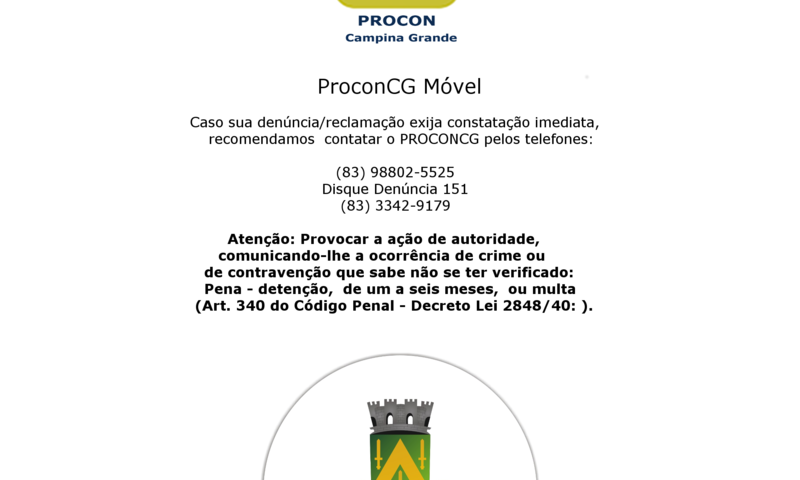 PROCON
Campina Grande
ProconCG Móvel
Caso sua denúncia/reclamação exija constatação imediata,
recomendamos contatar o PROCONCG pelos telefones:
(83) 98802-5525
Disque Denúncia 151
(83) 3342-9179
Atenção: Provocar a ação de autoridade,
comunicando-lhe a ocorrência de crime ou
de contravenção que sabe não se ter verificado:
Pena - detenção, de um a seis meses, ou multa
(Art. 340 do Código Penal - Decreto Lei 2848/40: ).